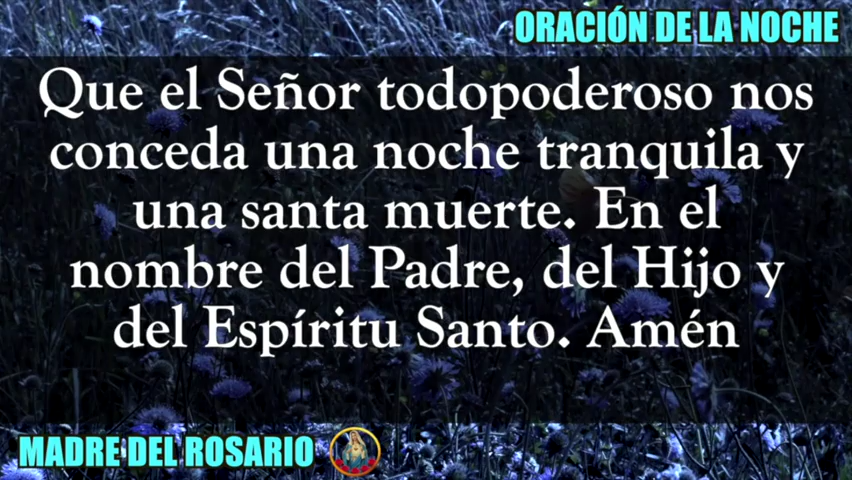 ORACIÓN DE LA NOCHE
Que el Señor todopoderoso nos
conceda una noche tranquila y
una santa muerte. En el
nombre del Padre, del Hijo y
del Espíritu Santo. Amén
MADRE DEL ROSARIO